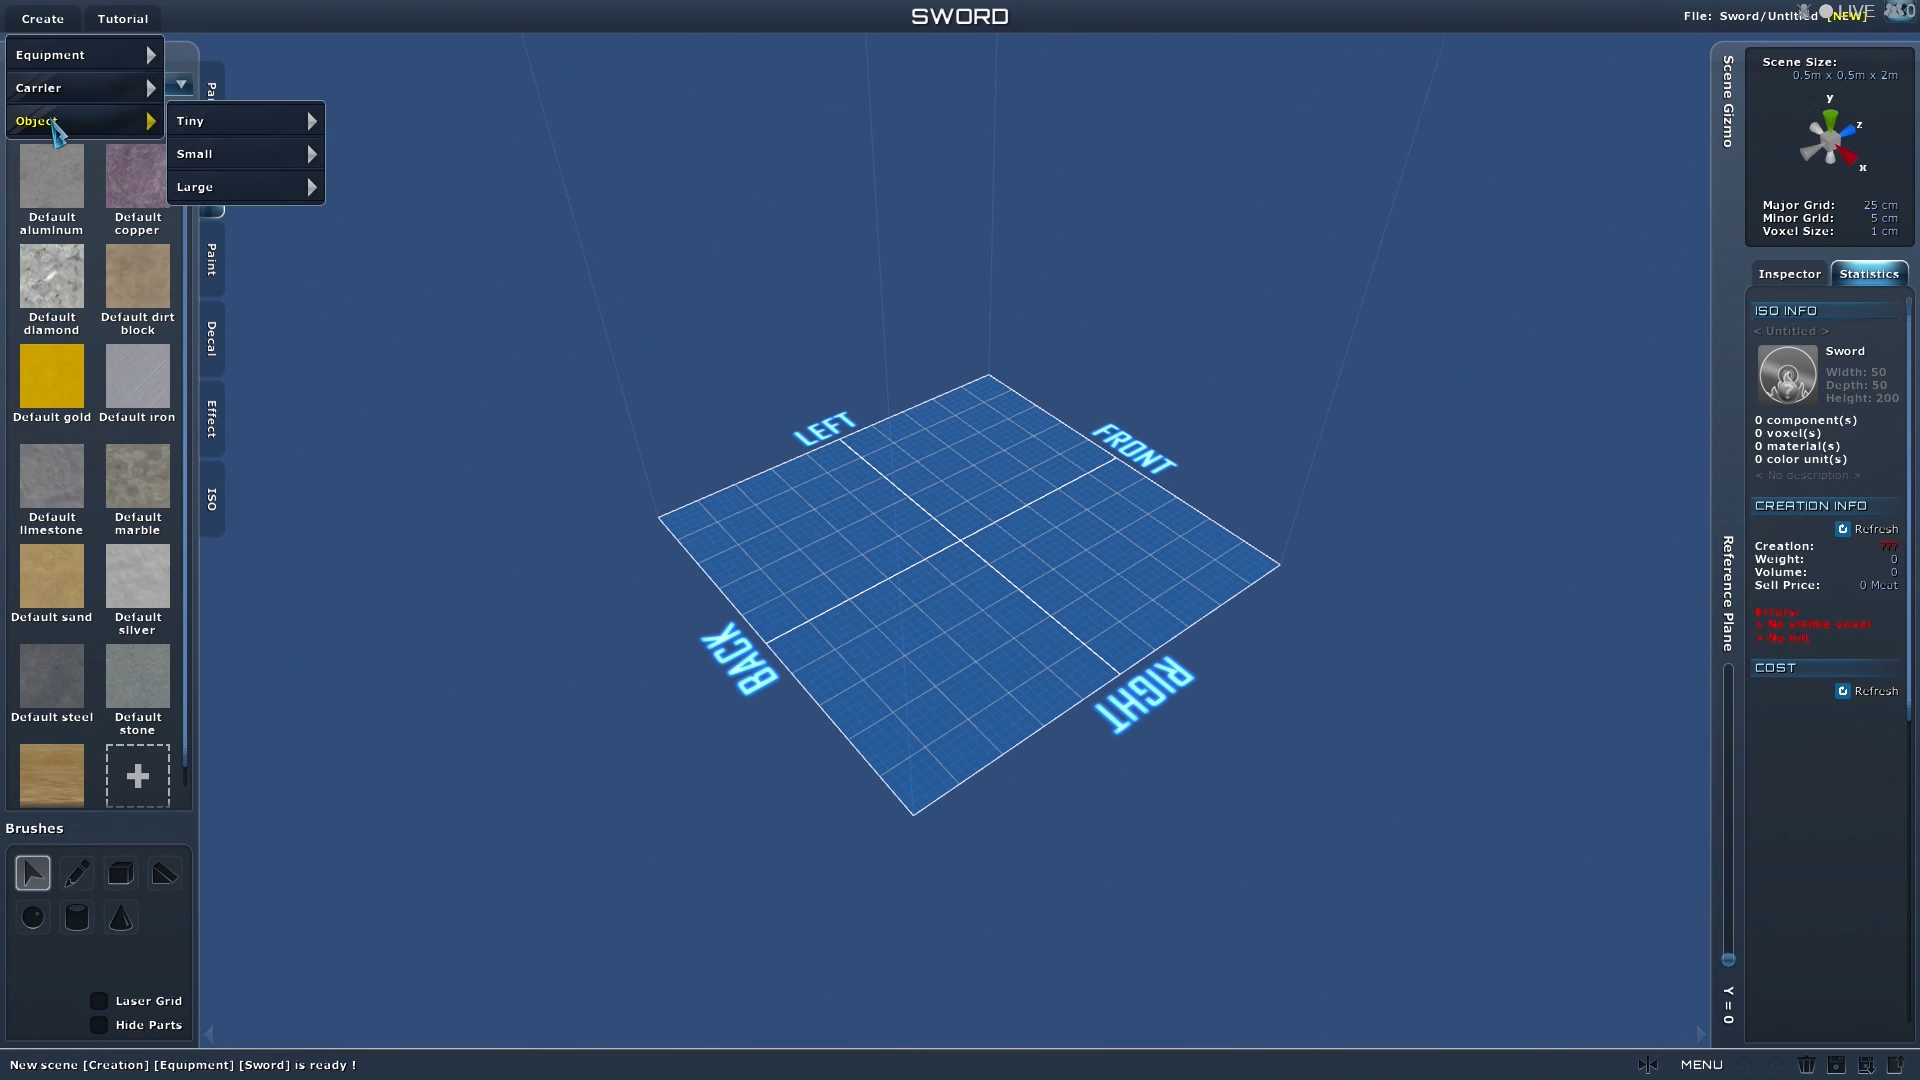 Create
Tutorial
SWORD
File: Sword/Untitled [NEW]
LIVE
0
Equipment
Carrier
Object
Tiny
Small
Large
Default aluminum
Default copper
Default diamond
Default dirt block
Default gold
Default iron
Default limestone
Default marble
Default sand
Default silver
Default steel
Default stone
Paint
Decal
Effect
ISO
Brushes
Laser Grid
Hide Parts
LEFT
FRONT
BACK
RIGHT
Scene Gizmo
Scene Size:
0.5m x 0.5m x 2m
y
z
x
Major Grid: 25 cm
Minor Grid: 5 cm
Voxel Size: 1 cm
Inspector
Statistics
ISO INFO
< Untitled >
Sword
Width: 50
Depth: 50
Height: 200
0 component(s)
0 voxel(s)
0 material(s)
0 color unit(s)
< No description >
CREATION INFO
Refresh
Creation: ???
Weight: 0
Volume: 0
Sell Price: 0 Meat
COST
Refresh
Reference Plane
Y = 0
New scene [Creation] [Equipment] [Sword] is ready !
MENU